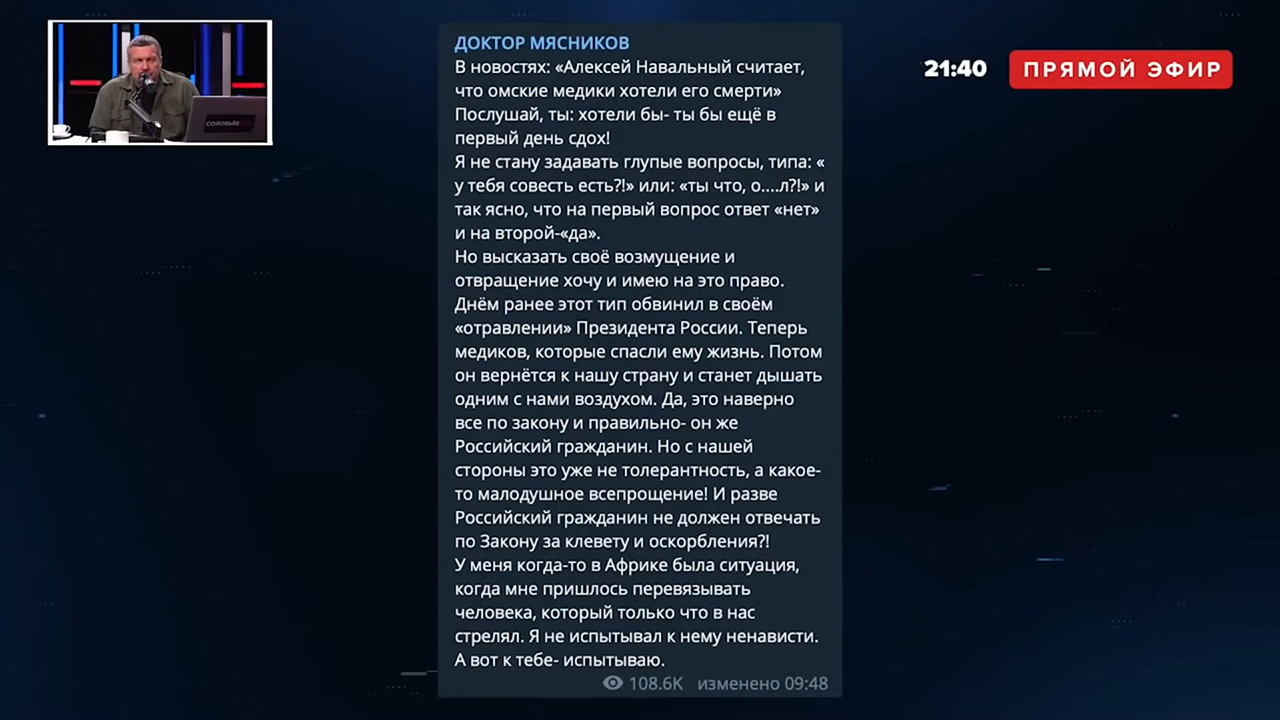 ДОКТОР МЯСНИКОВ
В новостях: «Алексей Навальный считает,
что омские медики хотели его смерти»
Послушай, ты: хотели бы- ты бы ещё в
первый день сдох!
Я не стану задавать глупые вопросы, типа: «
у тебя совесть есть?!» или: «ты что, о....л?!» и
так ясно, что на первый вопрос ответ «нет»
и на второй-«да».
Но высказать своё возмущение и
отвращение хочу и имею на это право.
Днём ранее этот тип обвинил в своём
«отравлении» Президента России. Теперь
медиков, которые спасли ему жизнь. Потом
он вернётся к нашу страну и станет дышать
одним с нами воздухом. Да, это наверно
все по закону и правильно- он же
Российский гражданин. Но с нашей
стороны это уже не толерантность, а какое-
то малодушное всепрощение! И разве
Российский гражданин не должен отвечать
по Закону за клевету и оскорбления?!
У меня когда-то в Африке была ситуация,
когда мне пришлось перевязывать
человека, который только что в нас
стрелял. Я не испытывал к нему ненависти.
А вот к тебе- испытываю.
108.6K изменено 09:48
21:40 ПРЯМОЙ ЭФИР
СОЛОВЬЁВ